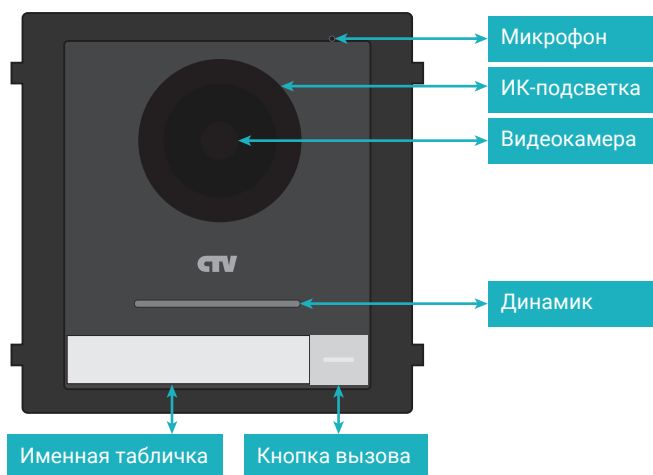 Микрофон
ИК-подсветка
Видеокамера
CTV
Динамик
Именная табличка
Кнопка вызова